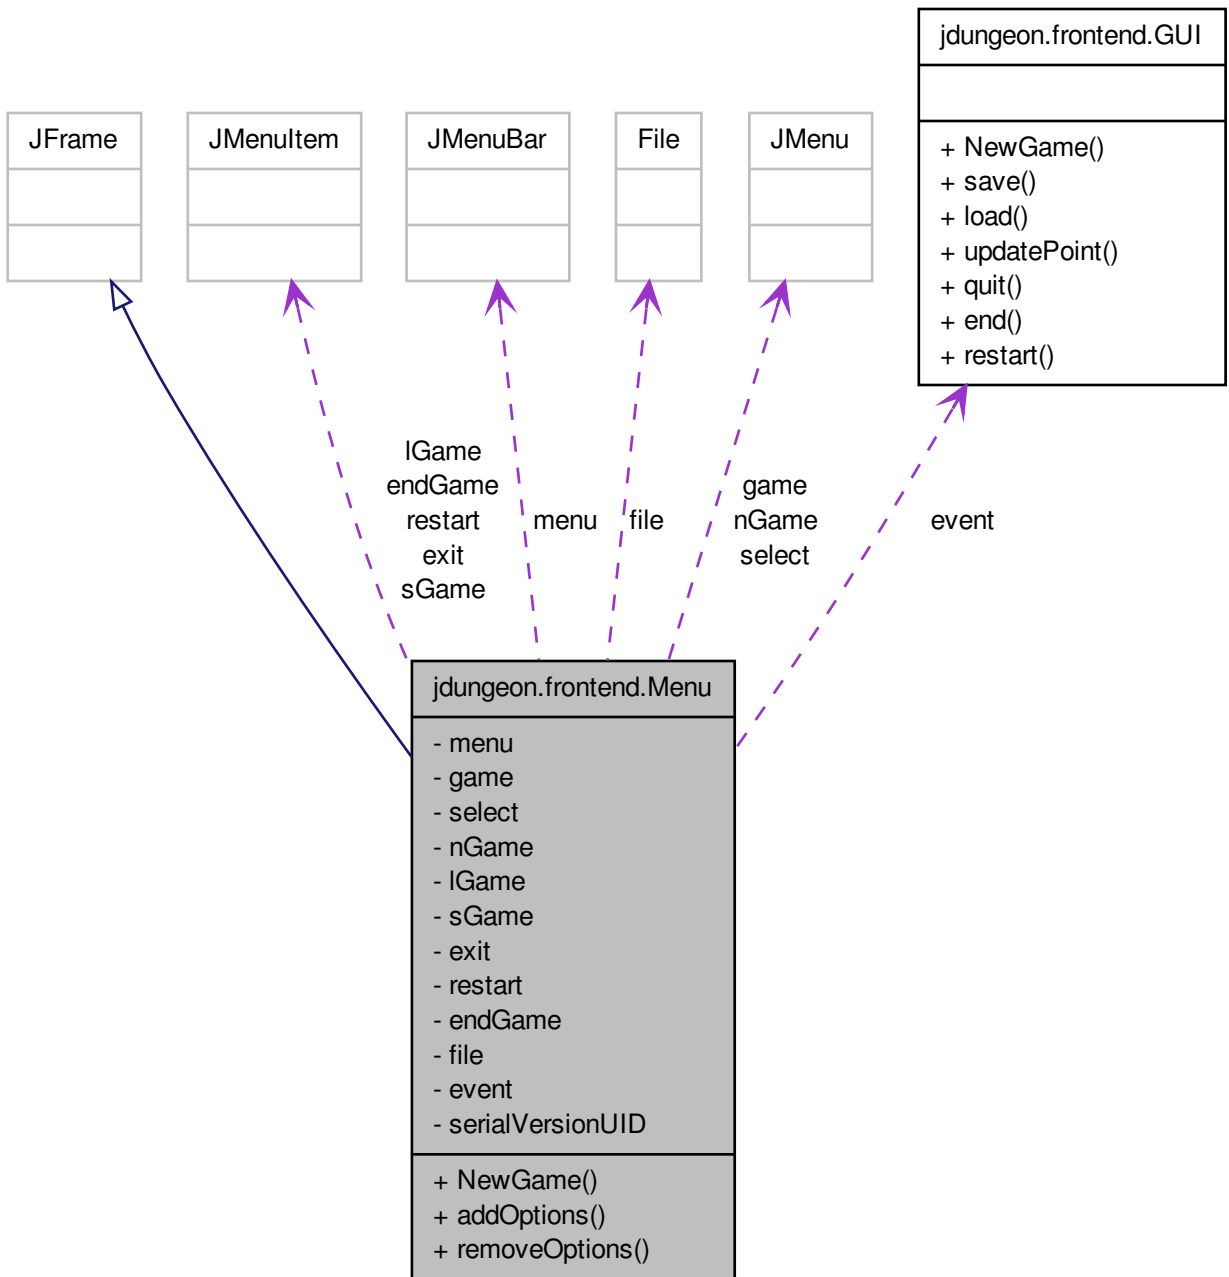 jdungeon.frontend.GUI
+ NewGame()
+ save()
+ load()
+ updatePoint()
+ quit()
+ end()
+ restart()
JFrame
JMenuItem
JMenuBar
File
JMenu
lGame
endGame
restart
exit
sGame
menu
file
game
nGame
select
event
jdungeon.frontend.Menu
- menu
- game
- select
- nGame
- lGame
- sGame
- exit
- restart
- endGame
- file
- event
- serialVersionUID
+ NewGame()
+ addOptions()
+ removeOptions()